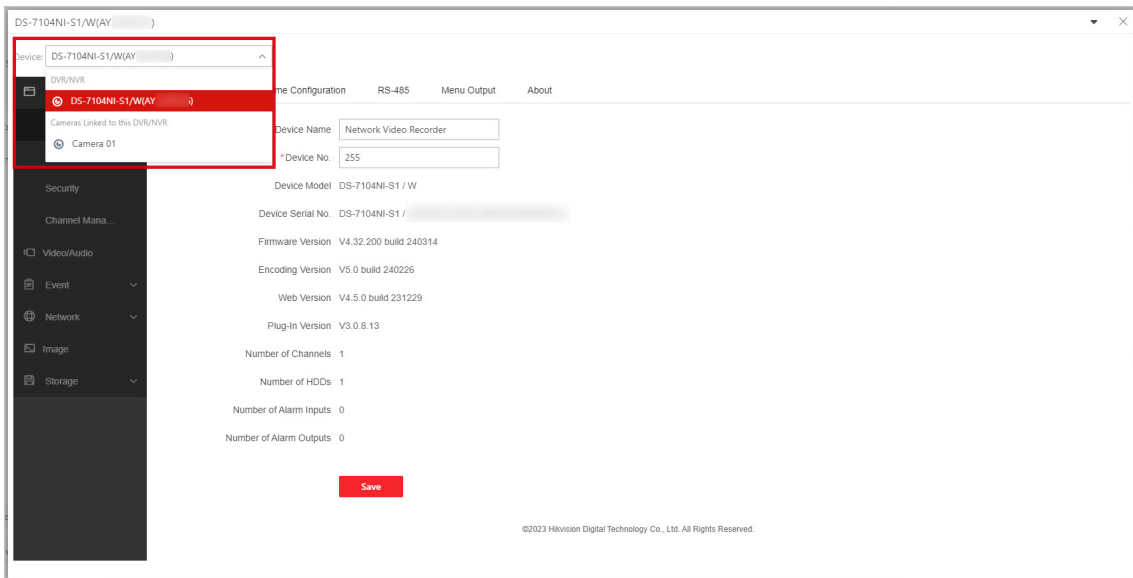 DS-7104NI-S1/W(AY )
Device: DS-7104NI-S1/W(AY )
DVR/NVR
DS-7104NI-S1/W(AY )
Cameras Linked to this DVR/NVR
Camera 01
me Configuration RS-485 Menu Output About
Device Name Network Video Recorder
*Device No. 255
Device Model DS-7104NI-S1 / W
Security
Device Serial No. DS-7104NI-S1 /
Channel Mana...
Firmware Version V4.32.200 build 240314
Video/Audio
Encoding Version V5.0 build 240226
Event
Web Version V4.5.0 build 231229
Network
Plug-In Version V3.0.8.13
Image
Number of Channels 1
Storage
Number of HDDs 1
Number of Alarm Inputs 0
Number of Alarm Outputs 0
Save
©2023 Hikvision Digital Technology Co., Ltd. All Rights Reserved.